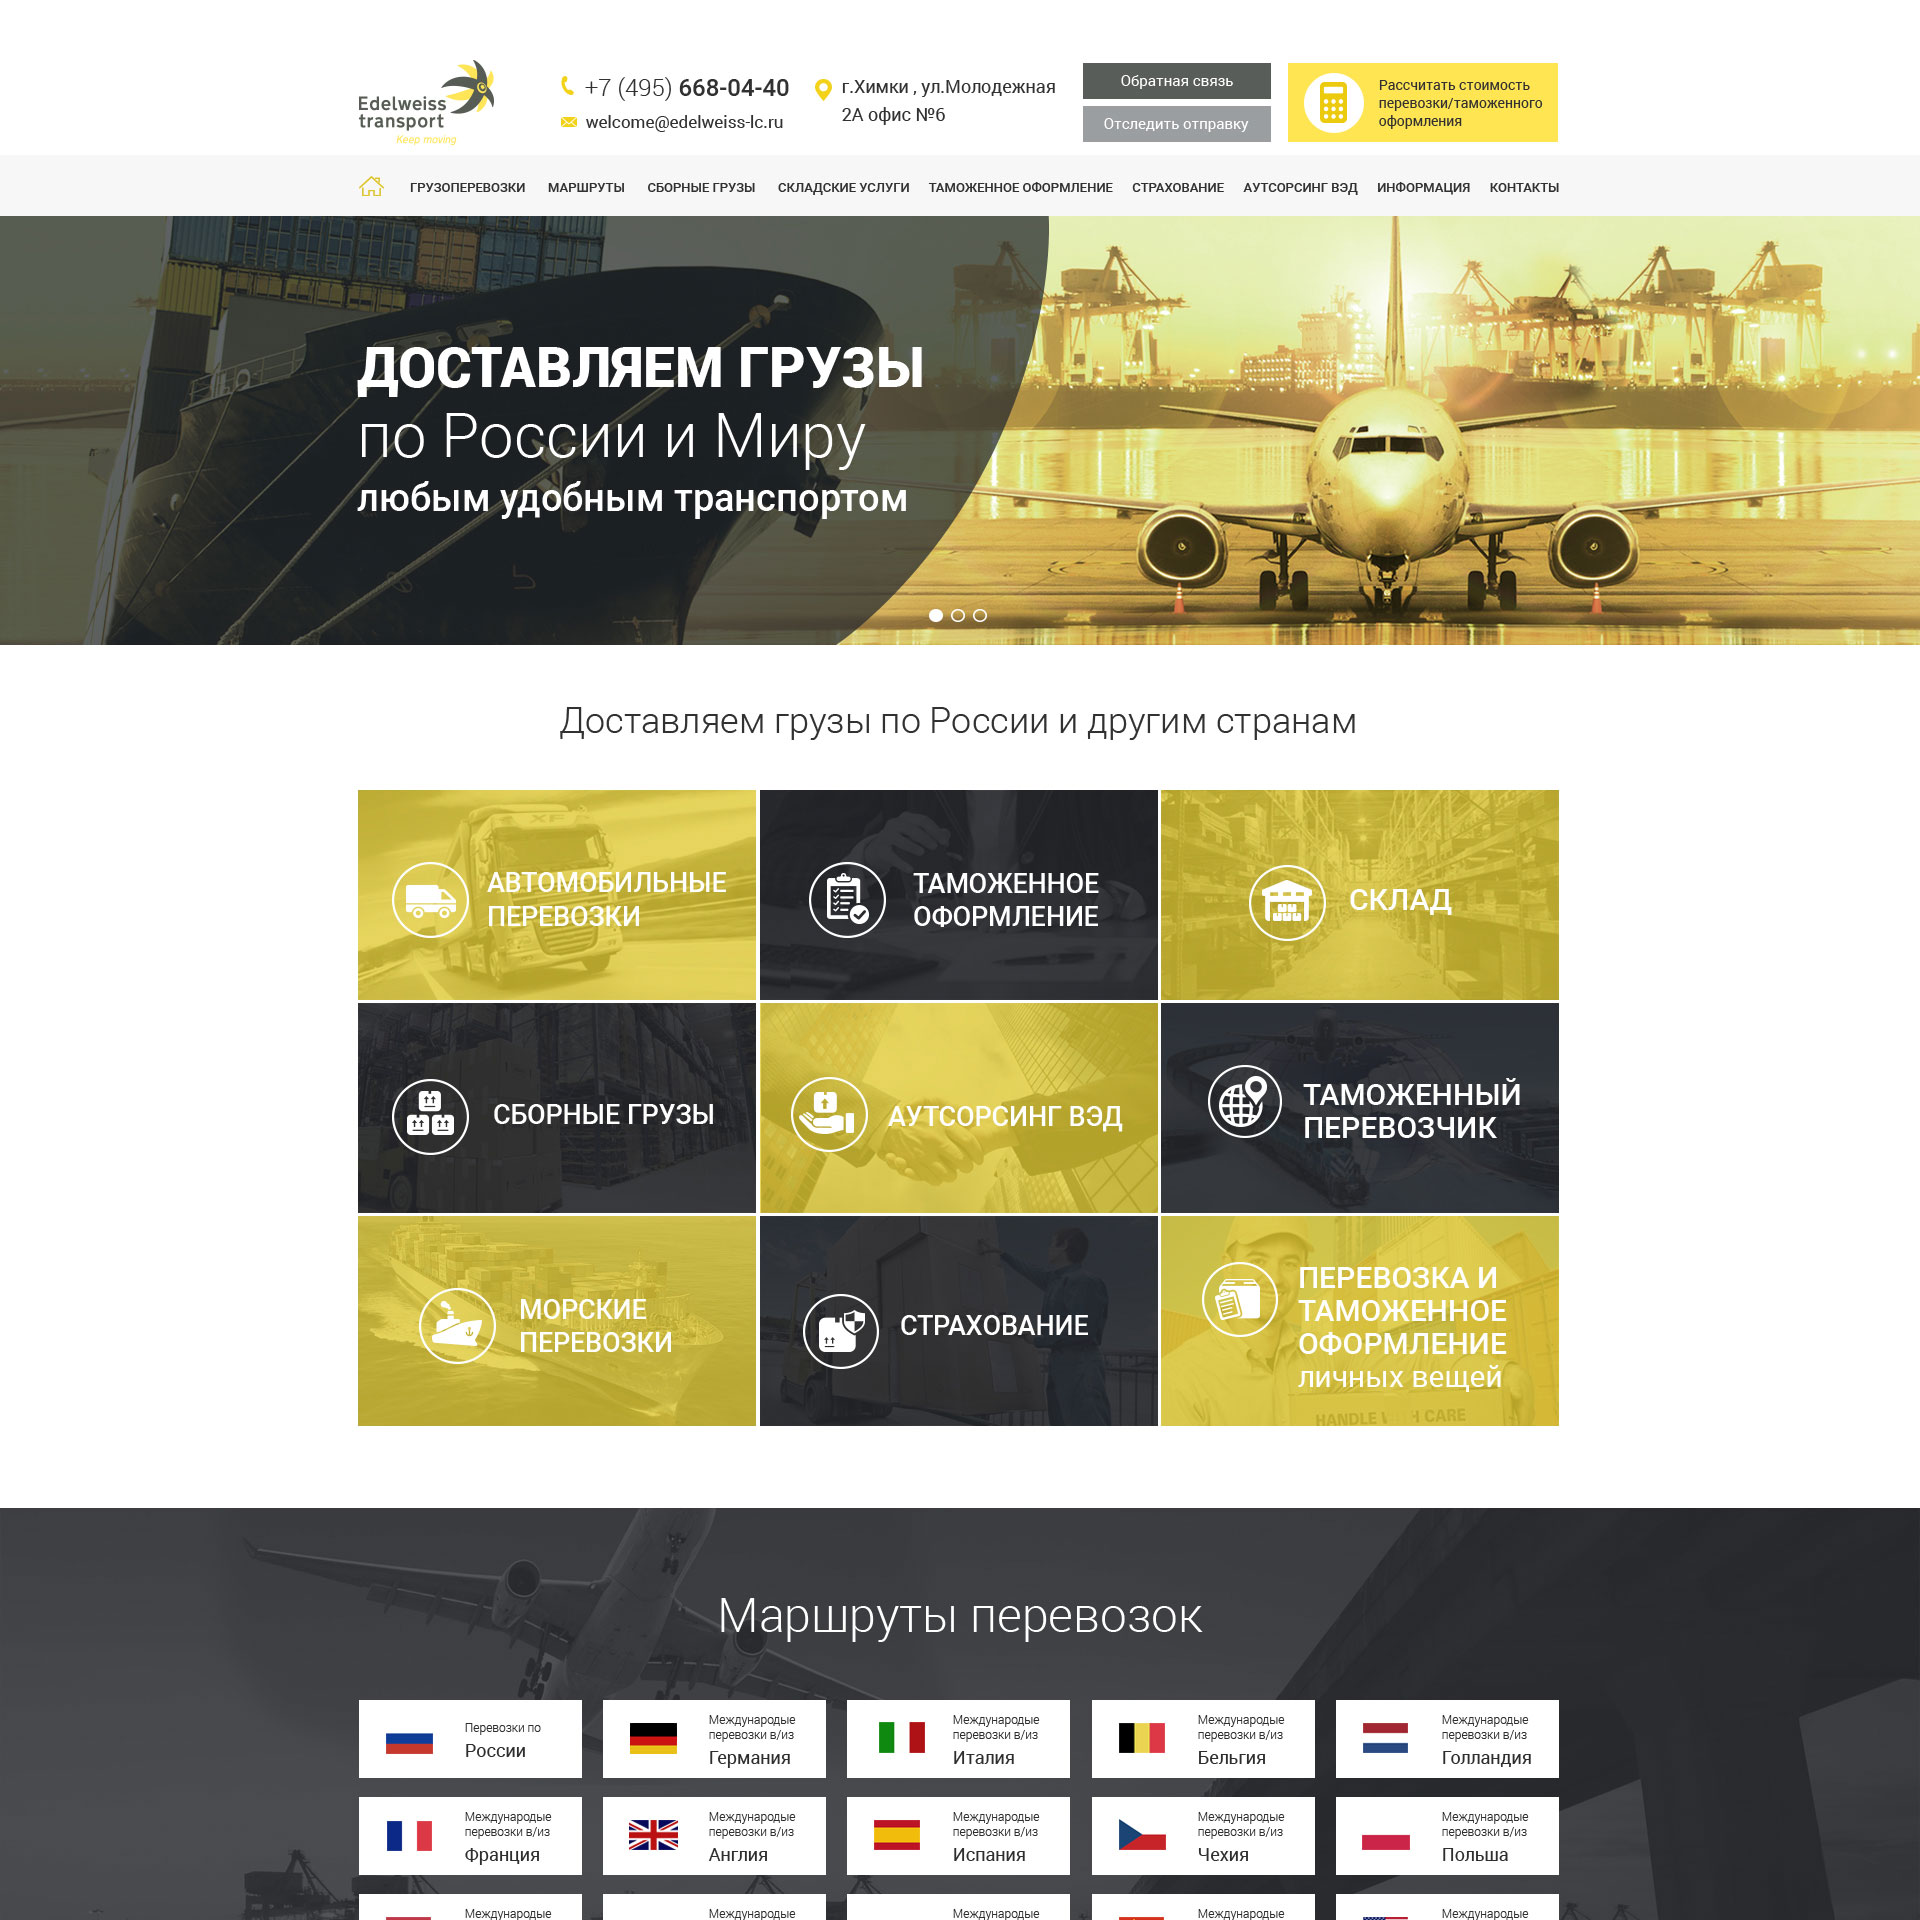 Edelweiss
transport
Keep moving
+7 (495) 668-04-40
welcome@edelweiss-lc.ru
г.Химки , ул.Молодежная
2А офис №6
Обратная связь
Отследить отправку
Рассчитать стоимость
перевозки/таможенного
оформления
ГРУЗОПЕРЕВОЗКИ МАРШРУТЫ СБОРНЫЕ ГРУЗЫ СКЛАДСКИЕ УСЛУГИ ТАМОЖЕННОЕ ОФОРМЛЕНИЕ СТРАХОВАНИЕ АУТСОРСИНГ ВЭД ИНФОРМАЦИЯ КОНТАКТЫ
ДОСТАВЛЯЕМ ГРУЗЫ
по России и Миру
любым удобным транспортом
Доставляем грузы по России и другим странам
XF
АВТОМОБИЛЬНЫЕ
ПЕРЕВОЗКИ
ТАМОЖЕННОЕ
ОФОРМЛЕНИЕ
СКЛАД
СБОРНЫЕ ГРУЗЫ
АУТСОРСИНГ ВЭД
ТАМОЖЕННЫЙ
ПЕРЕВОЗЧИК
МОРСКИЕ
ПЕРЕВОЗКИ
СТРАХОВАНИЕ
ПЕРЕВОЗКА И
ТАМОЖЕННОЕ
ОФОРМЛЕНИЕ
личных вещей
HANDLE WITH CARE
Маршруты перевозок
Перевозки по
России
Международые
перевозки в/из
Германия
Международые
перевозки в/из
Италия
Международые
перевозки в/из
Бельгия
Международые
перевозки в/из
Голландия
Международые
перевозки в/из
Франция
Международые
перевозки в/из
Англия
Международые
перевозки в/из
Испания
Международые
перевозки в/из
Чехия
Международые
перевозки в/из
Польша
Международые
Международые
Международые
Международые
Международые